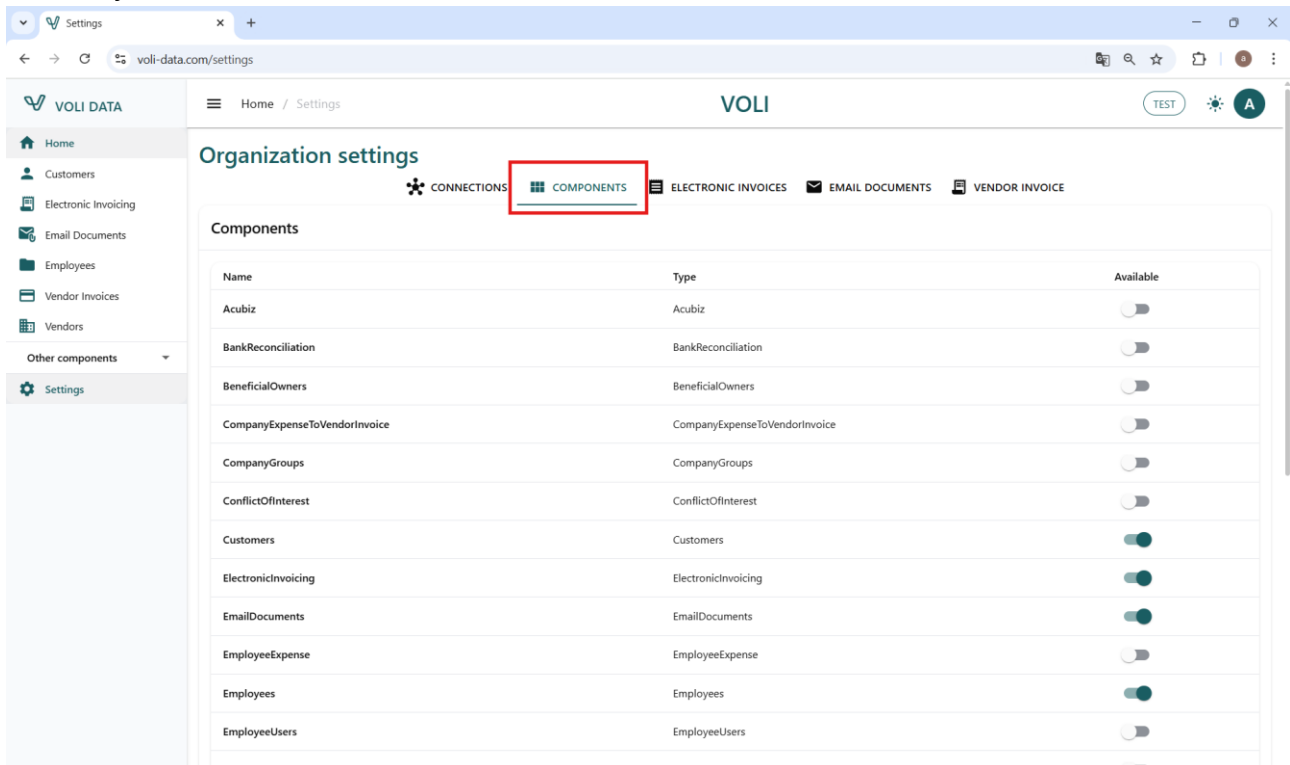 Settings
voli-data.com/settings
a
VOLI DATA
Home / Settings
VOLI
TEST
A
Home
Customers
Electronic Invoicing
Email Documents
Employees
Vendor Invoices
Vendors
Other components
Settings
Organization settings
CONNECTIONS COMPONENTS ELECTRONIC INVOICES EMAIL DOCUMENTS VENDOR INVOICE
Components
Name Type Available
Acubiz Acubiz
BankReconciliation BankReconciliation
BeneficialOwners BeneficialOwners
CompanyExpenseToVendorInvoice CompanyExpenseToVendorInvoice
CompanyGroups CompanyGroups
ConflictOfInterest ConflictOfInterest
Customers Customers
ElectronicInvoicing ElectronicInvoicing
EmailDocuments EmailDocuments
EmployeeExpense EmployeeExpense
Employees Employees
EmployeeUsers EmployeeUsers